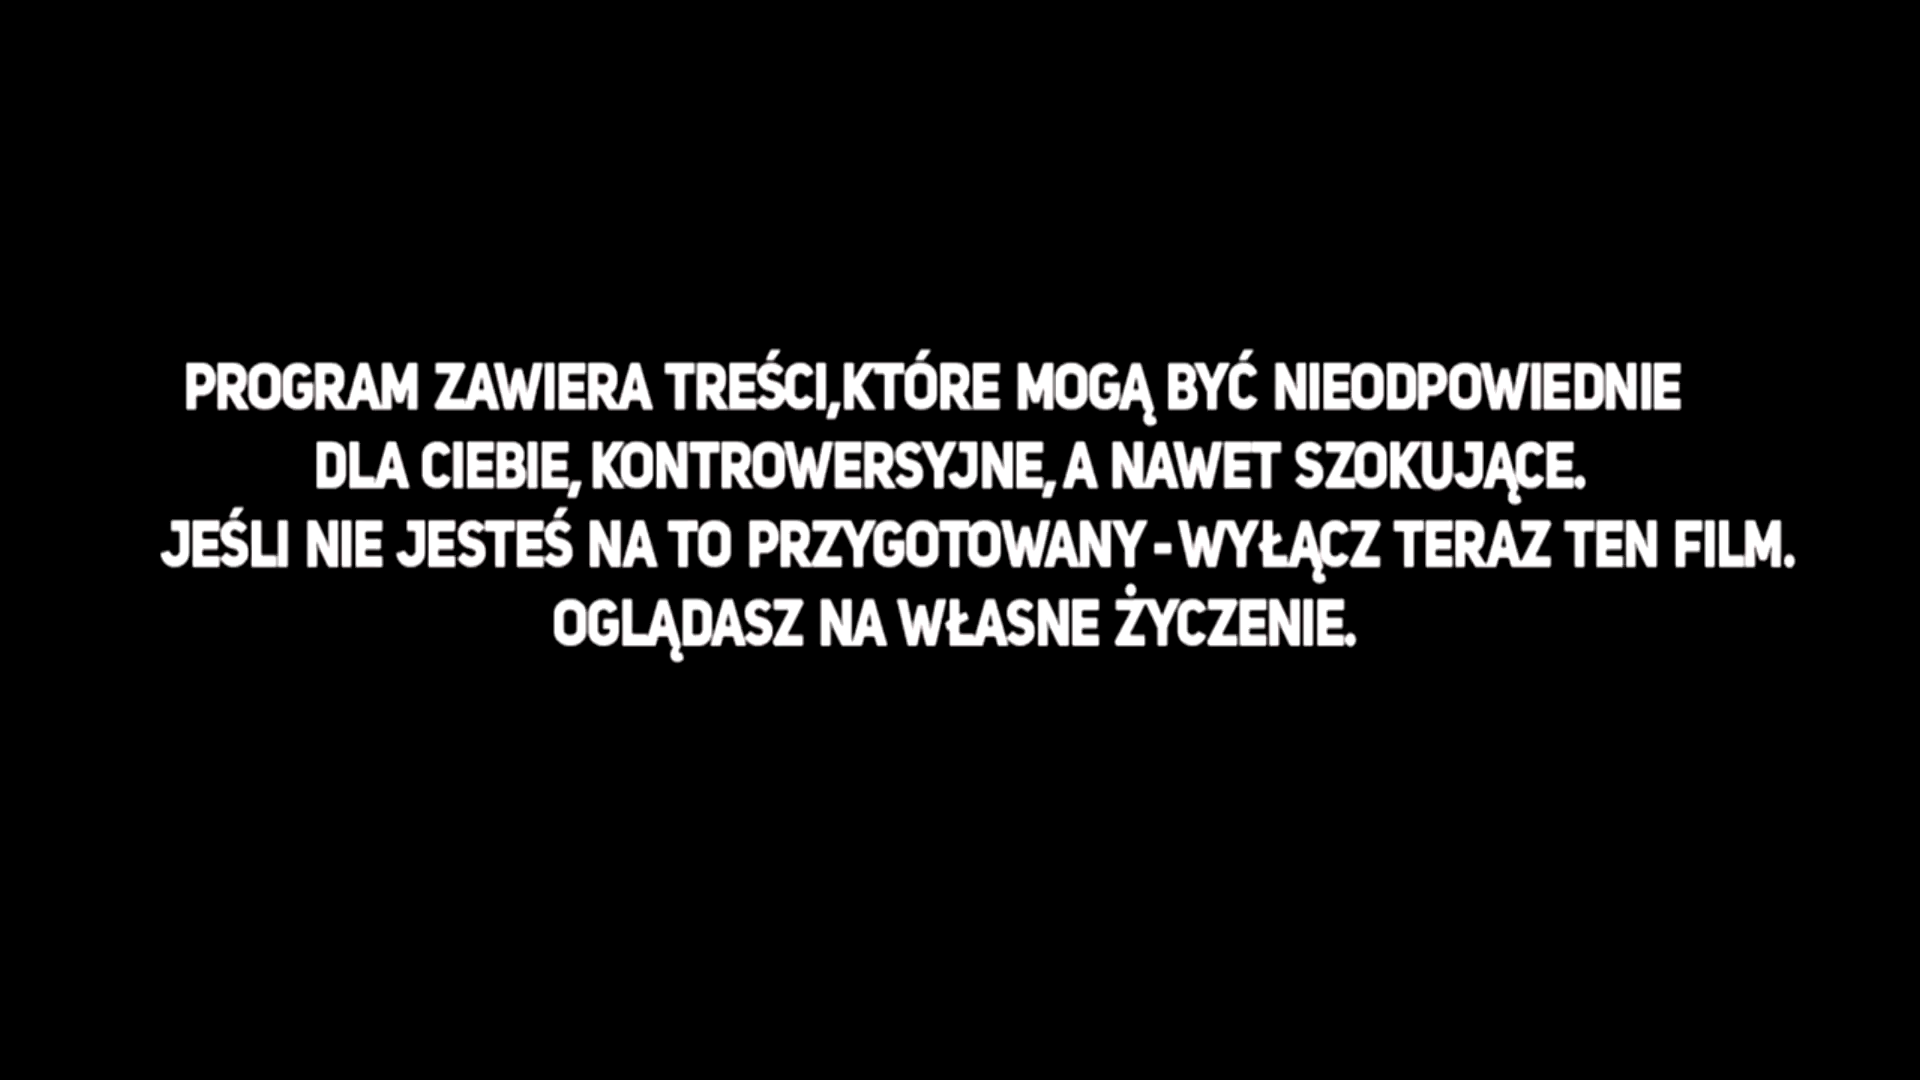 PROGRAM ZAWIERA TREŚCI,KTÓRE MOGĄ BYĆ NIEODPOWIEDNIE
DLA CIEBIE, KONTROWERSYJNE, A NAWET SZOKUJĄCE.
JEŚLI NIE JESTEŚ NA TO PRZYGOTOWANY - WYŁĄCZ TERAZ TEN FILM.
OGLĄDASZ NA WŁASNE ŻYCZENIE.